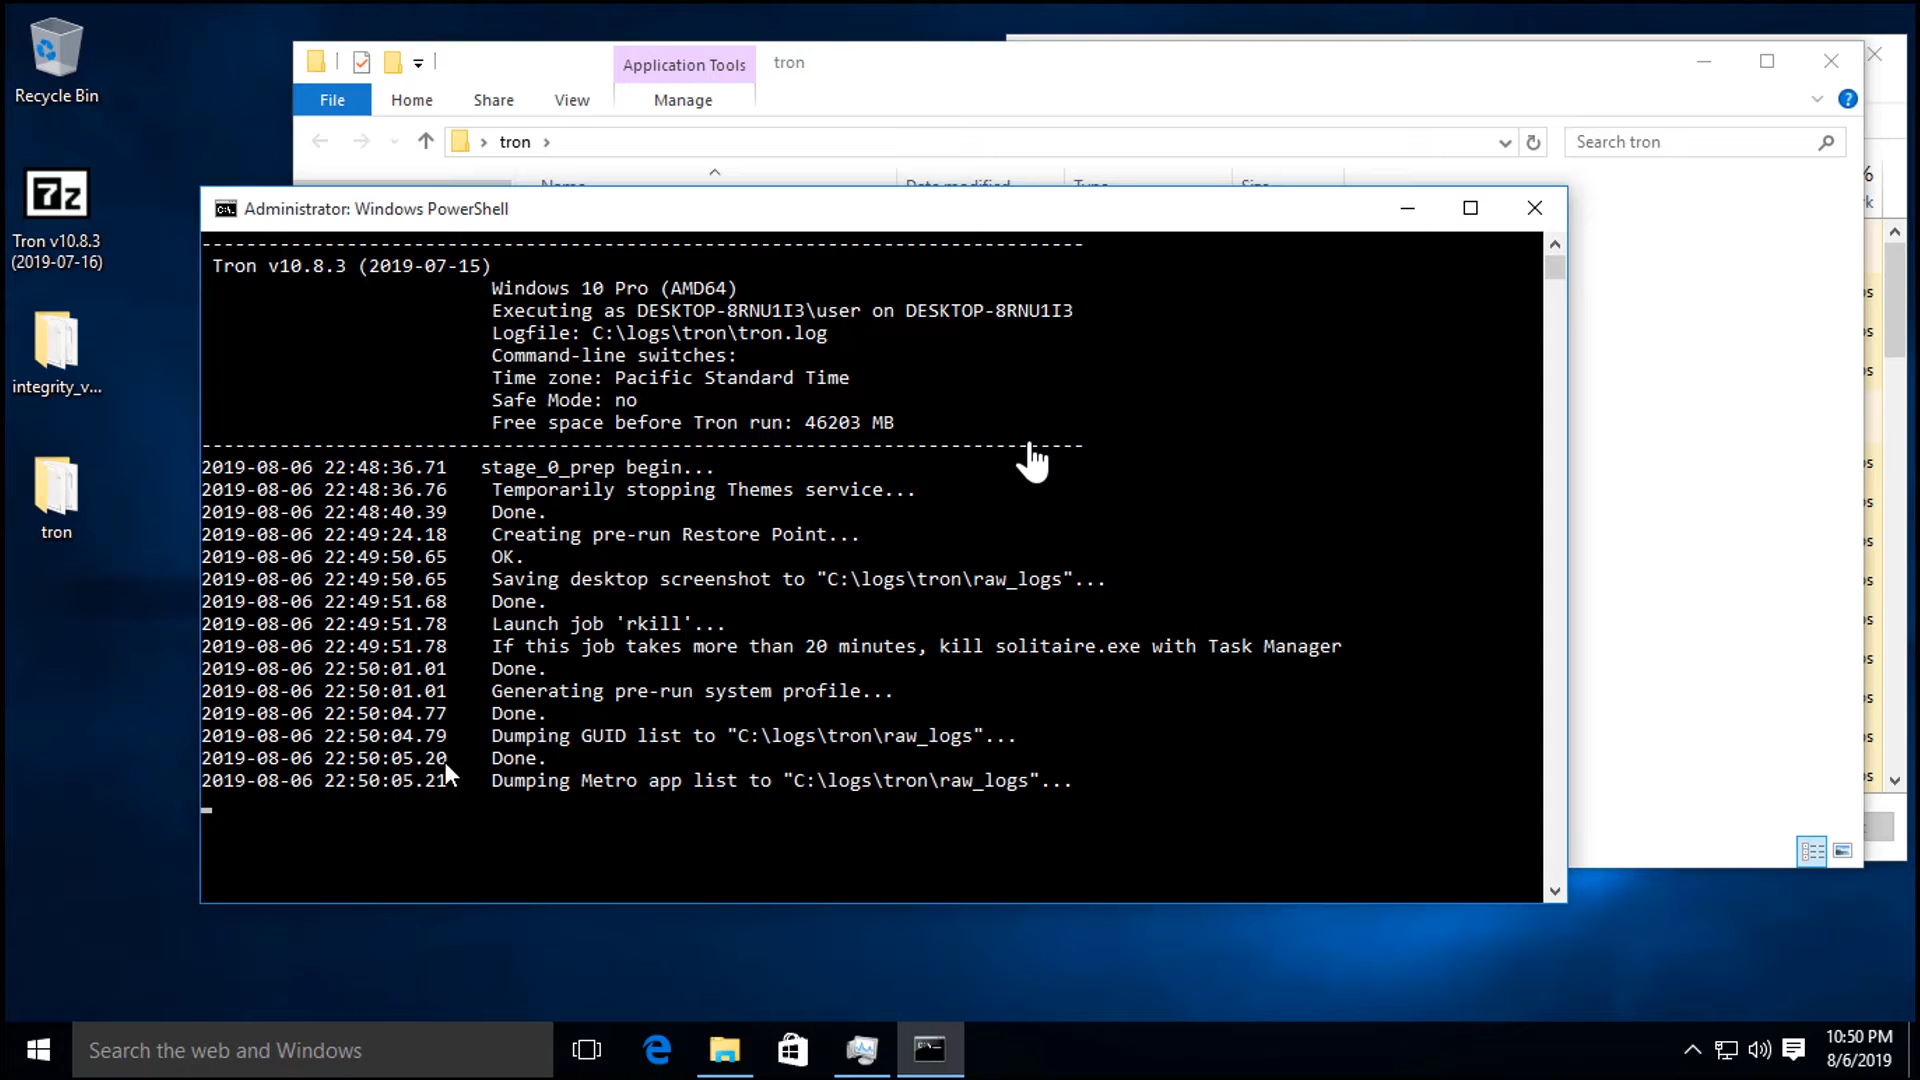 Recycle Bin
Tron v10.8.3
(2019-07-16)
integrity_v...
tron
Application Tools
tron
File
Home
Share
View
Manage
tron
Search tron
Name
Date modified
Type
Size
Administrator: Windows PowerShell
--------------------------------------------------------------------------------
Tron v10.8.3 (2019-07-15)
Windows 10 Pro (AMD64)
Executing as DESKTOP-8RNU1I3\user on DESKTOP-8RNU1I3
Logfile: C:\logs\tron\tron.log
Command-line switches:
Time zone: Pacific Standard Time
Safe Mode: no
Free space before Tron run: 46203 MB
--------------------------------------------------------------------------------
2019-08-06 22:48:36.71 stage_0_prep begin...
2019-08-06 22:48:36.76 Temporarily stopping Themes service...
2019-08-06 22:48:40.39 Done.
2019-08-06 22:49:24.18 Creating pre-run Restore Point...
2019-08-06 22:49:50.65 OK.
2019-08-06 22:49:50.65 Saving desktop screenshot to "C:\logs\tron\raw_logs"...
2019-08-06 22:49:51.68 Done.
2019-08-06 22:49:51.78 Launch job 'rkill'...
2019-08-06 22:49:51.78 If this job takes more than 20 minutes, kill solitaire.exe with Task Manager
2019-08-06 22:50:01.01 Done.
2019-08-06 22:50:01.01 Generating pre-run system profile...
2019-08-06 22:50:04.77 Done.
2019-08-06 22:50:04.79 Dumping GUID list to "C:\logs\tron\raw_logs"...
2019-08-06 22:50:05.20 Done.
2019-08-06 22:50:05.21 Dumping Metro app list to "C:\logs\tron\raw_logs"...
Search the web and Windows
10:50 PM
8/6/2019